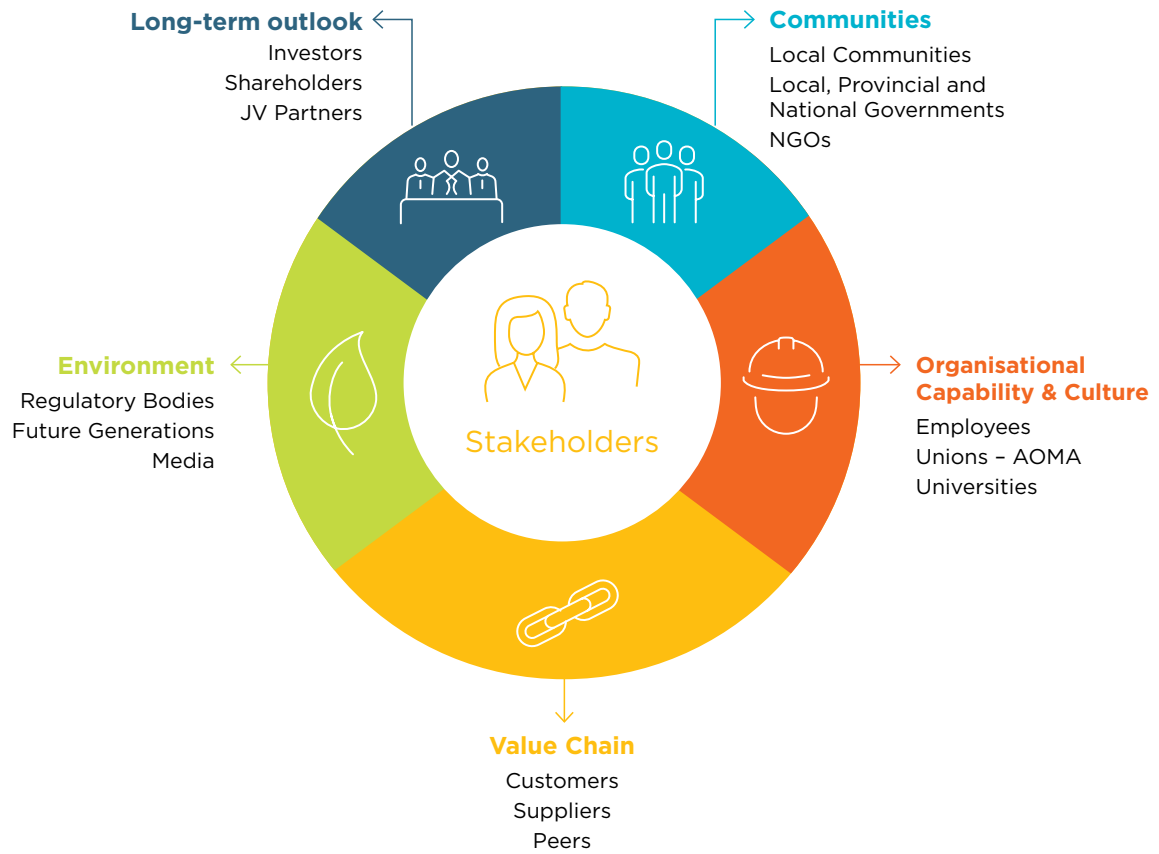 Long-term outlook
Investors
Shareholders
JV Partners
Communities
Local Communities
Local, Provincial and
National Governments
NGOs
Environment
Regulatory Bodies
Future Generations
Media
Stakeholders
Organisational
Capability & Culture
Employees
Unions – AOMA
Universities
Value Chain
Customers
Suppliers
Peers